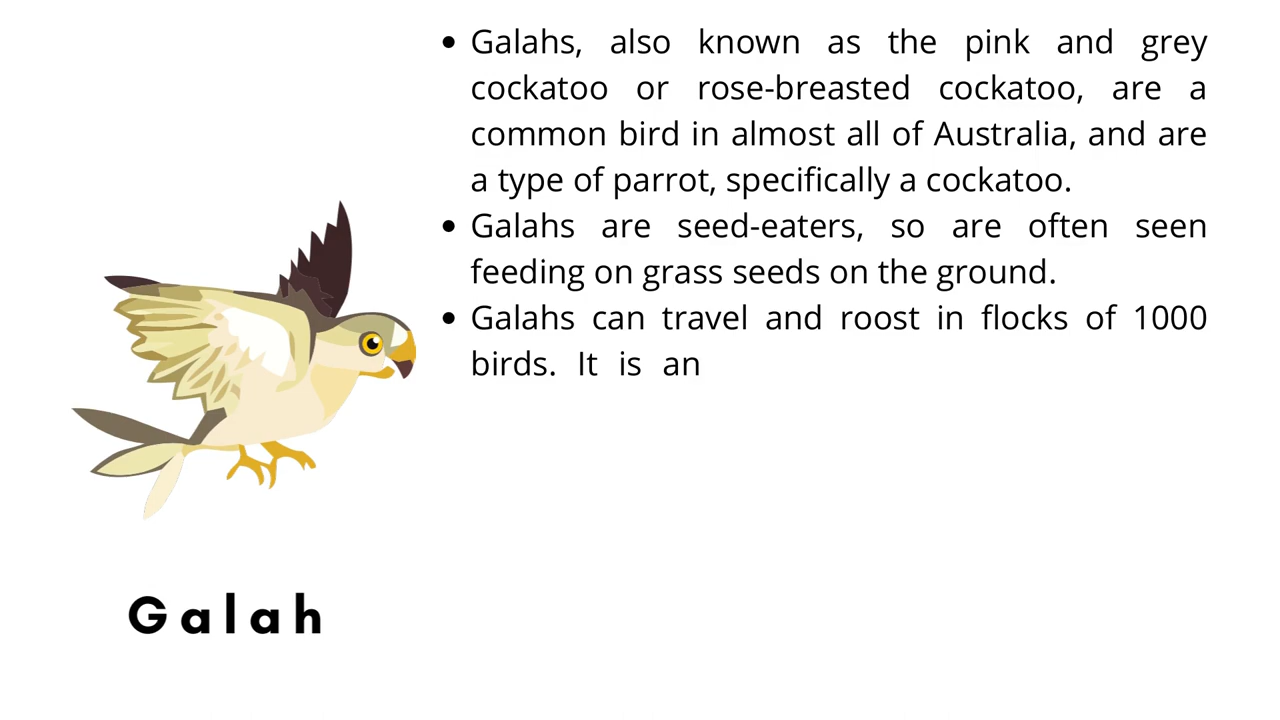 • Galahs, also known as the pink and grey
cockatoo or rose-breasted cockatoo, are a
common bird in almost all of Australia, and are
a type of parrot, specifically a cockatoo.
• Galahs are seed-eaters, so are often seen
feeding on grass seeds on the ground.
• Galahs can travel and roost in flocks of 1000
birds. It is an
Galah